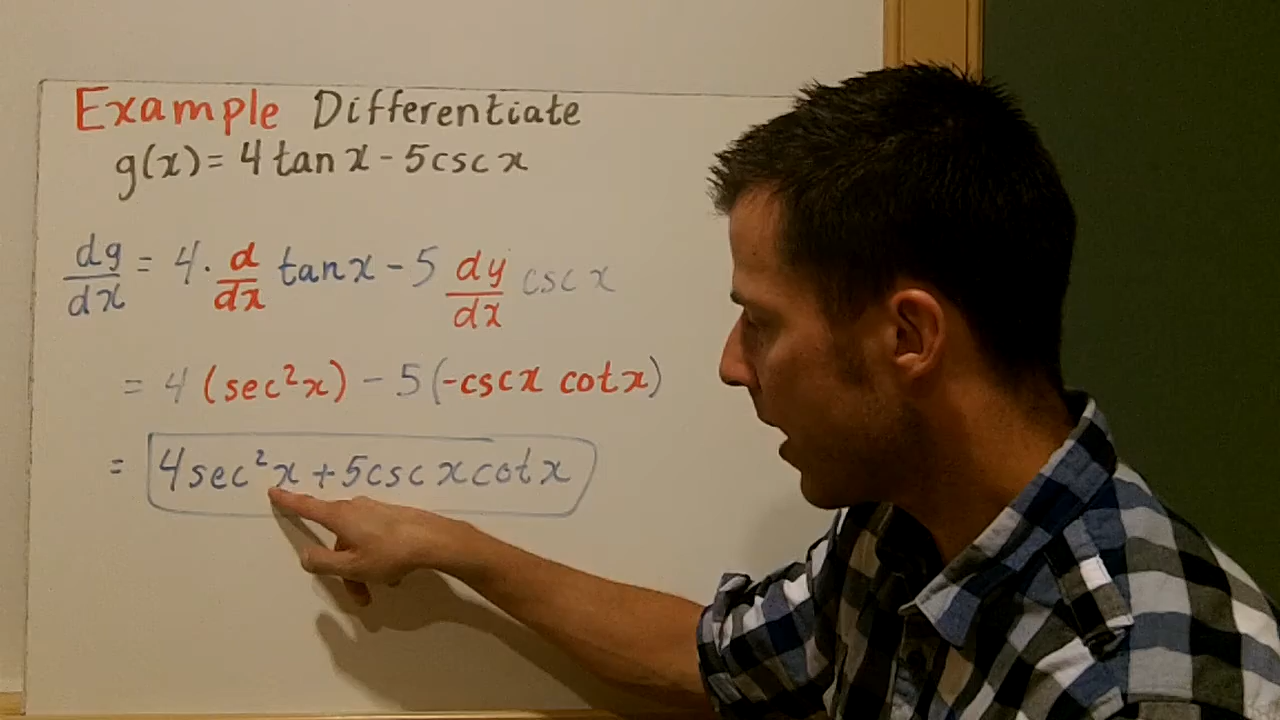 Example Differentiate
g(x) = 4 tan x - 5 csc x
dg/dx = 4 · d/dx tan x - 5 dy/dx csc x
= 4 (sec²x) - 5 (-csc x cot x)
= 4 sec²x + 5 csc x cot x